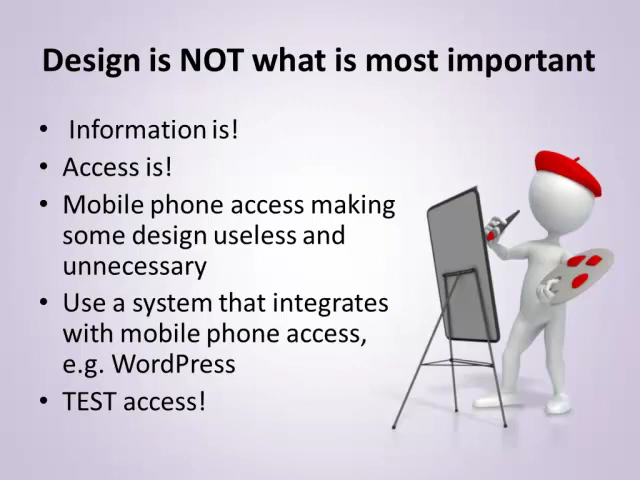 Design is NOT what is most important
• Information is!
• Access is!
• Mobile phone access making
some design useless and
unnecessary
• Use a system that integrates
with mobile phone access,
e.g. WordPress
• TEST access!